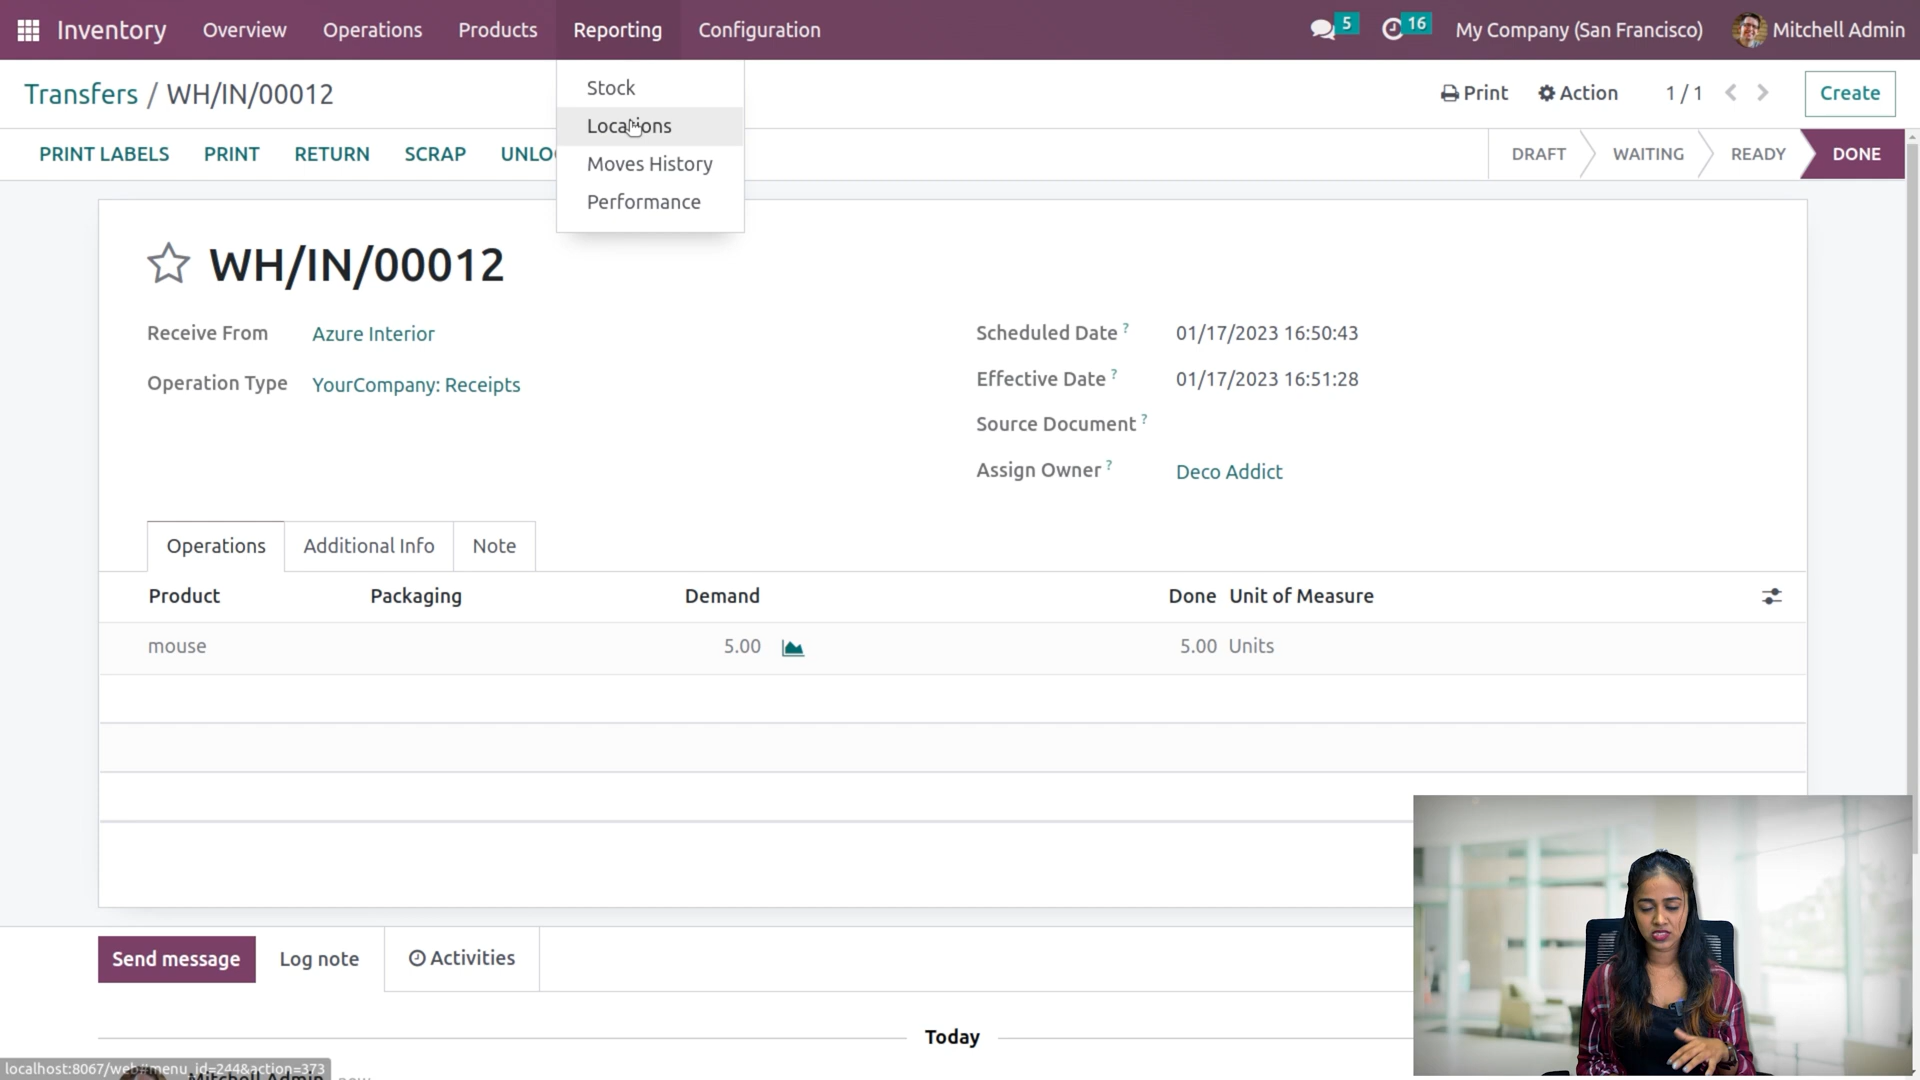 Inventory Overview Operations Products Reporting Configuration 5 16 My Company (San Francisco) Mitchell Admin
Transfers / WH/IN/00012 Print Action 1 / 1 Create
Stock
Locations
Moves History
Performance
PRINT LABELS PRINT RETURN SCRAP UNLO DRAFT WAITING READY DONE
WH/IN/00012
Receive From Azure Interior
Operation Type YourCompany: Receipts
Scheduled Date ? 01/17/2023 16:50:43
Effective Date ? 01/17/2023 16:51:28
Source Document ?
Assign Owner ? Deco Addict
Operations Additional Info Note
Product Packaging Demand Done Unit of Measure
mouse 5.00 5.00 Units
Send message Log note Activities
Today
Mitchell Admin now
localhost:8067/web#menu_id=244&action=373